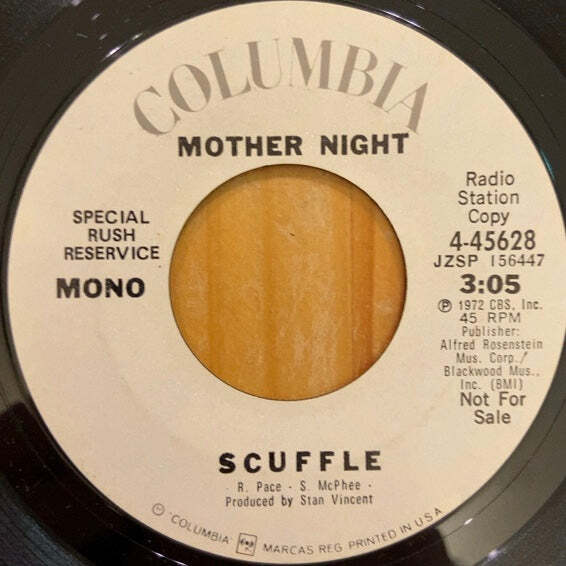 COLUMBIA
MOTHER NIGHT
SPECIAL
RUSH
RESERVICE
MONO
Radio
Station
Copy
4-45628
JZSP 156447
3:05
Ⓟ 1972 CBS, Inc.
45 RPM
Publisher:
Alfred Rosenstein
Mus. Corp./
Blackwood Mus.,
Inc. (BMI)
Not For
Sale
SCUFFLE
- R. Pace - S. McPhee -
Produced by Stan Vincent
"COLUMBIA" MARCAS REG. PRINTED IN U.S.A.